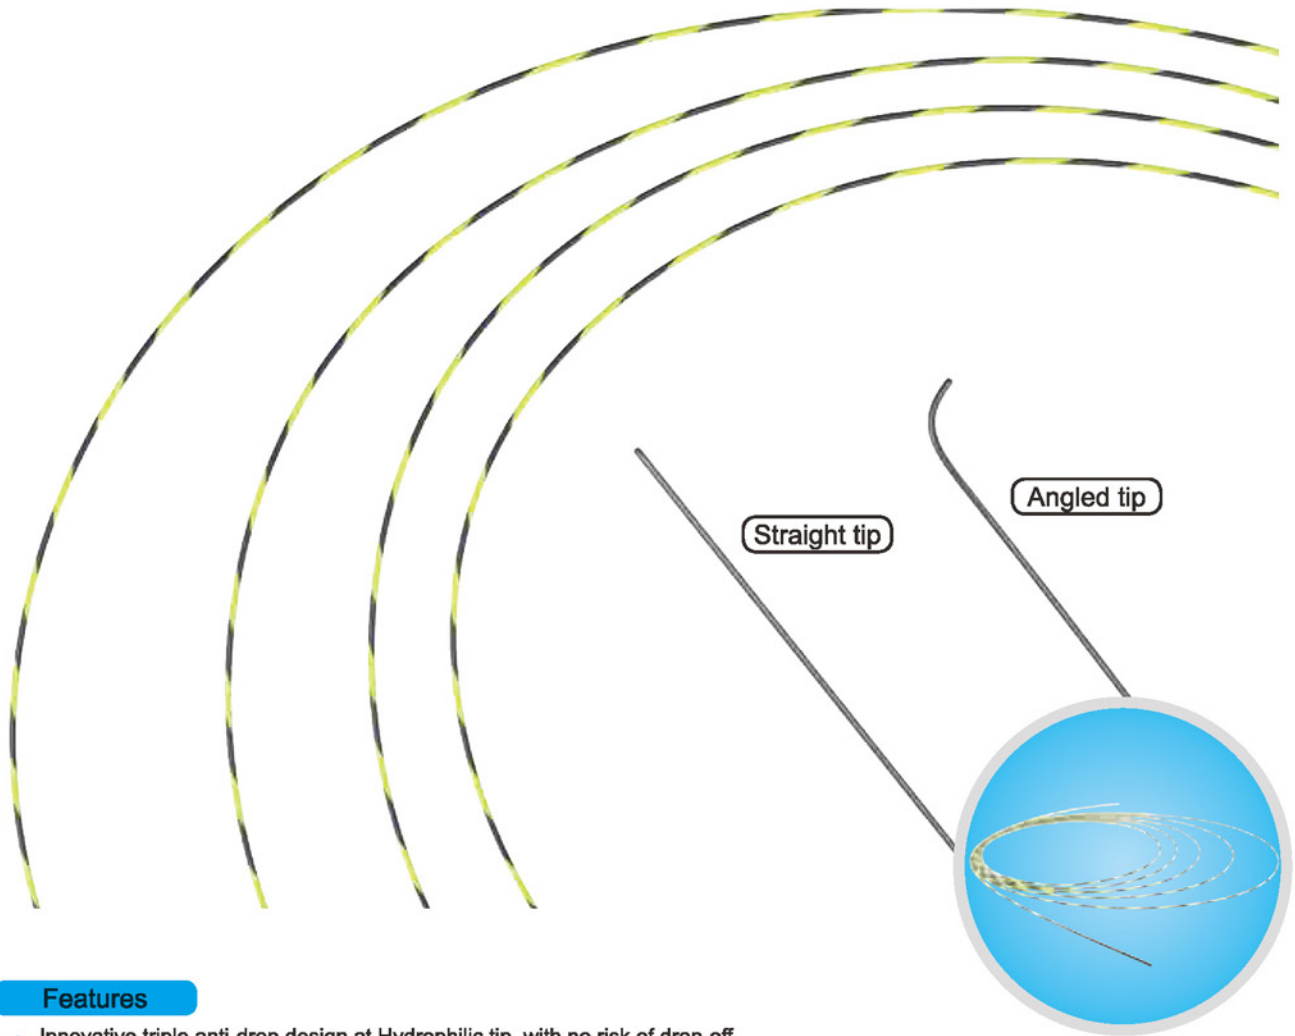 Angled tip
Straight tip
Features
Innovative triple anti-drop design at Hydrophilic tip, with no risk of drop off